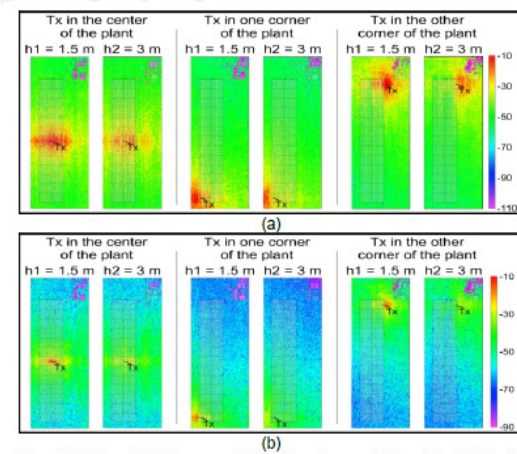 Tx in the center of the plant
Tx in one corner of the plant
Tx in the other corner of the plant
h1 = 1.5 m h2 = 3 m
h1 = 1.5 m h2 = 3 m
h1 = 1.5 m h2 = 3 m
Tx
Tx
Tx
Tx
Tx
Tx
-10
-30
-50
-70
-90
-110
(a)
Tx in the center of the plant
Tx in one corner of the plant
Tx in the other corner of the plant
h1 = 1.5 m h2 = 3 m
h1 = 1.5 m h2 = 3 m
h1 = 1.5 m h2 = 3 m
Tx
Tx
Tx
Tx
Tx
Tx
-10
-30
-50
-70
-90
(b)